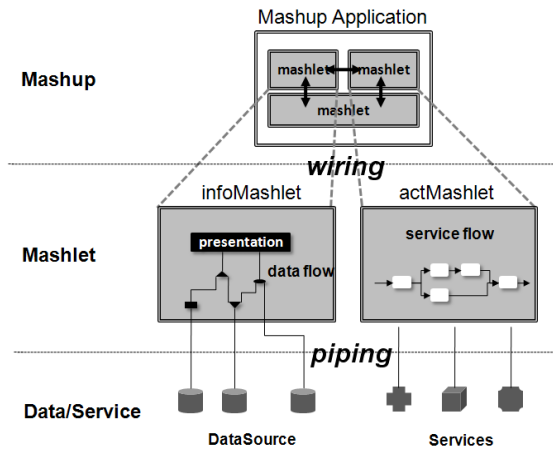 Mashup Application
mashlet
mashlet
Mashup
mashlet
wiring
infoMashlet
actMashlet
presentation
service flow
Mashlet
data flow
piping
Data/Service
DataSource
Services